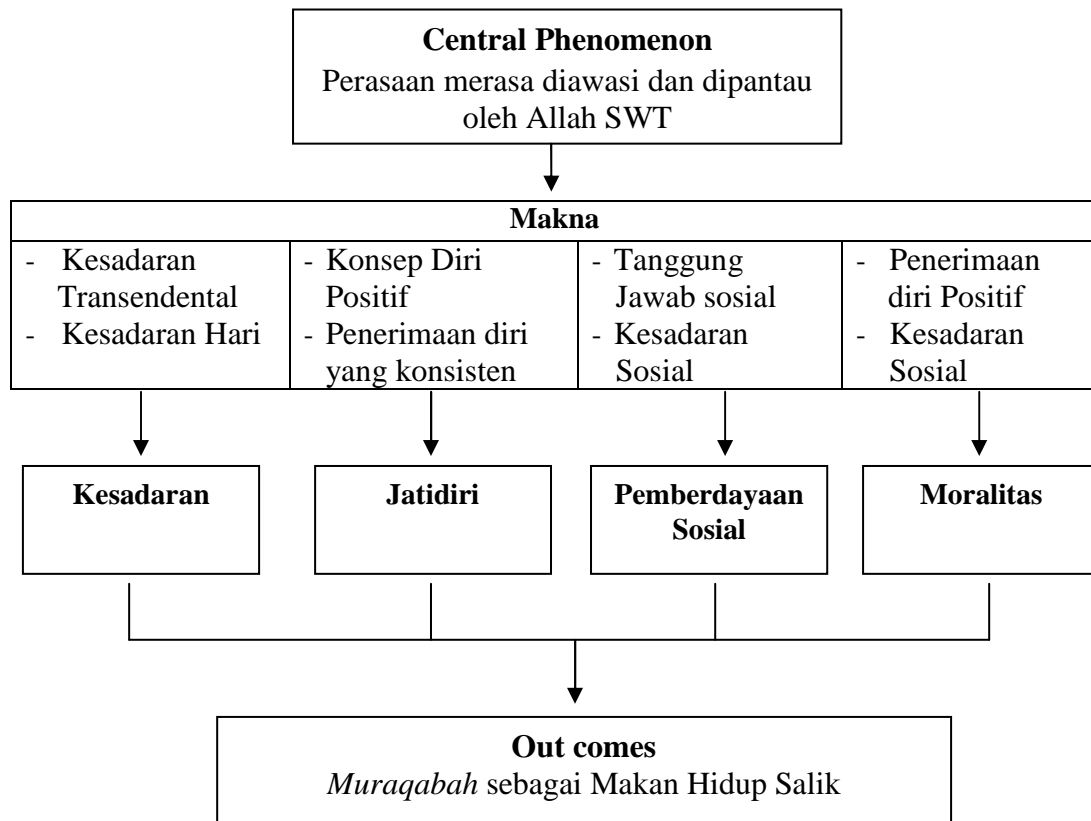 Central Phenomenon
Perasaan merasa diawasi dan dipantau
oleh Allah SWT
Makna
- Kesadaran
Transendental
- Kesadaran Hari
- Konsep Diri
Positif
- Penerimaan diri
yang konsisten
- Tanggung
Jawab sosial
- Kesadaran
Sosial
- Penerimaan
diri Positif
- Kesadaran
Sosial
Kesadaran
Jatidiri
Pemberdayaan
Sosial
Moralitas
Out comes
Muraqabah sebagai Makan Hidup Salik